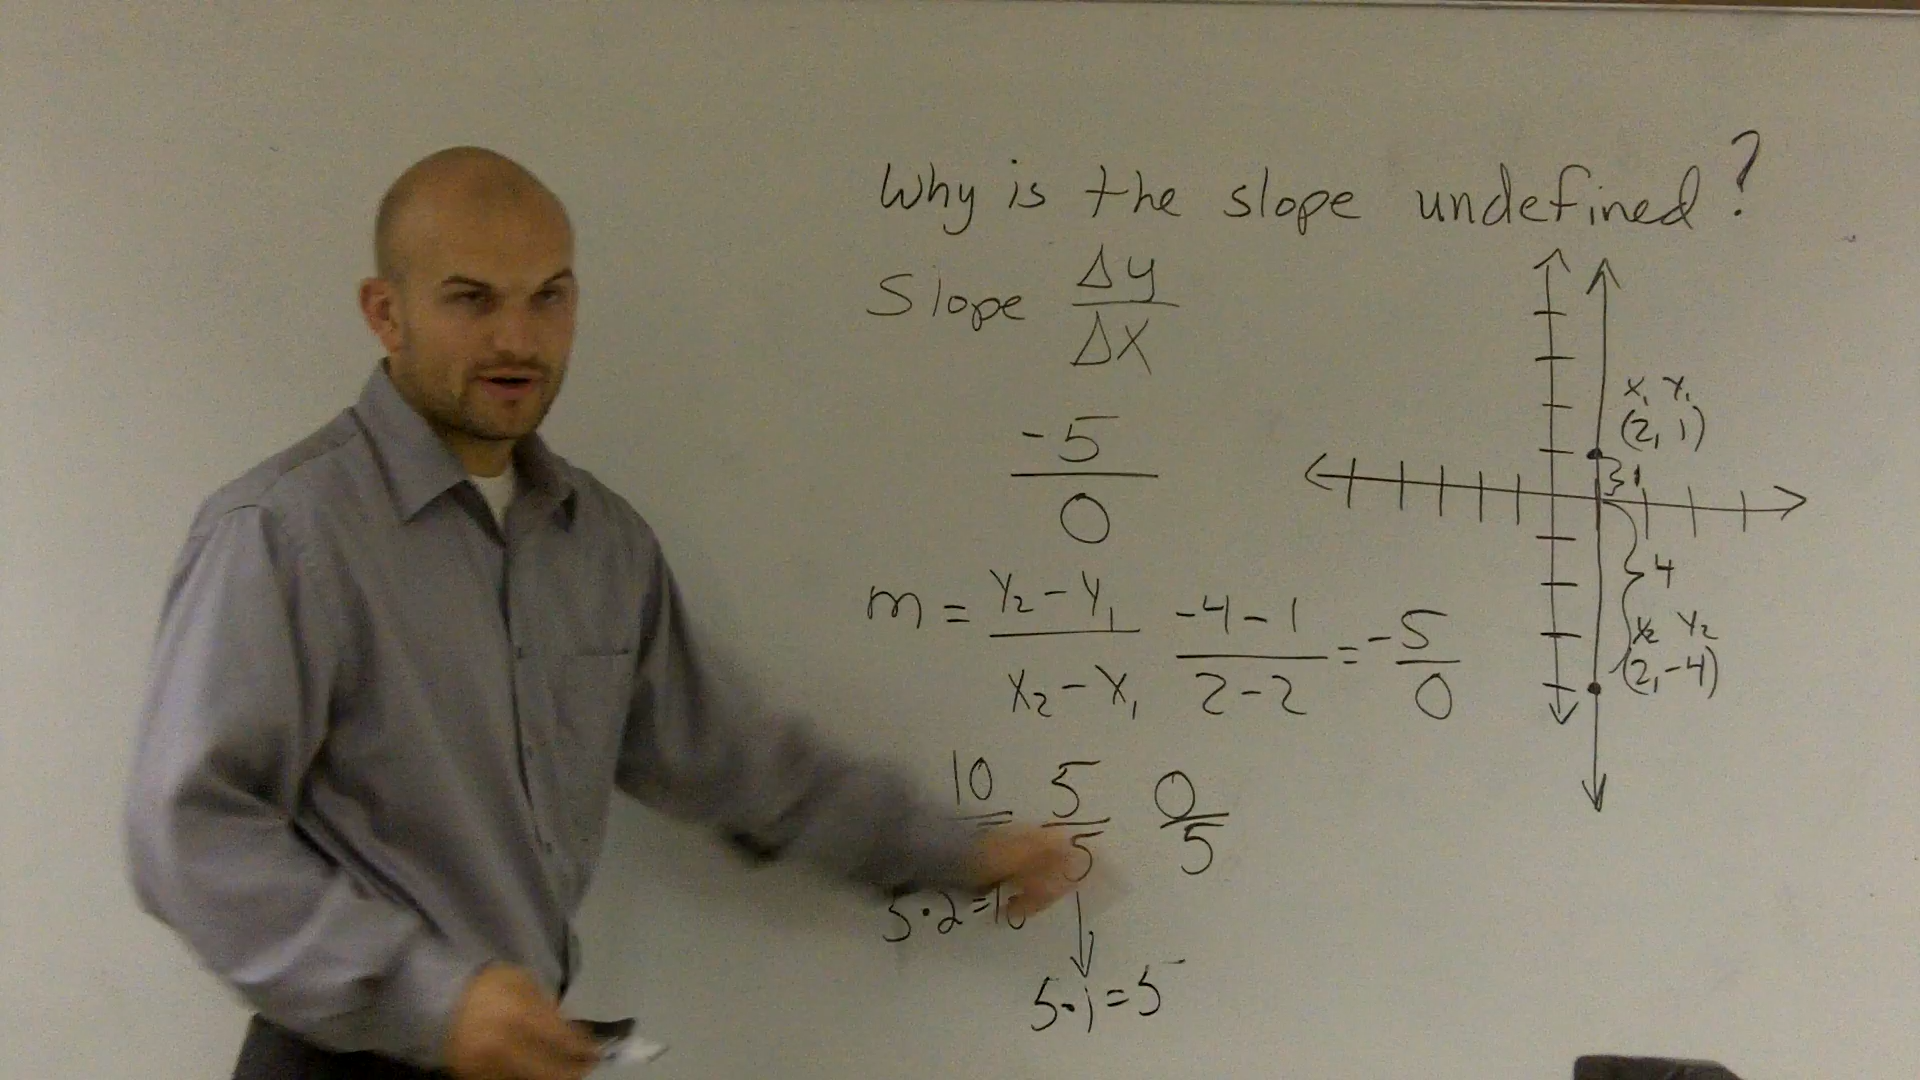 Why is the slope undefined?
Slope Δy/Δx
-5/0
m = y₂-y₁/x₂-x₁ -4-1/2-2 = -5/0
10 5/5 0/5
5·2=10
5·1=5
x₁ y₁
(2, 1)
}1
}4
x₂ y₂
(2, -4)